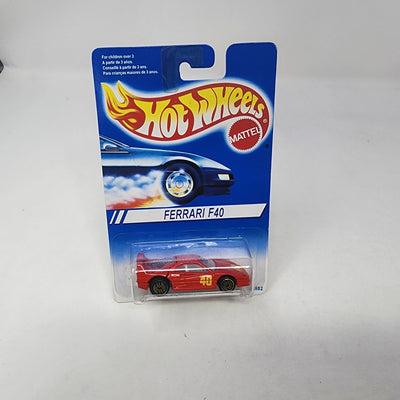 For children over 3
A partir de 3 años.
Conseillé à partir de 3 ans.
Para crianças maiores de 3 anos.
HOT WHEELS
®
MATTEL
FERRARI F40
40